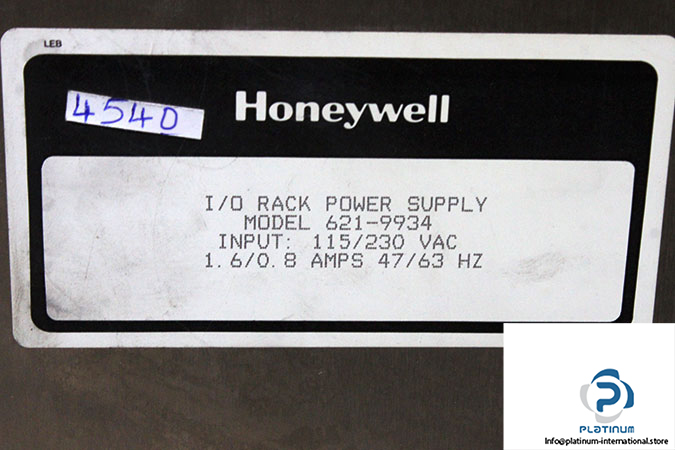 LEB
4540
Honeywell
I/O RACK POWER SUPPLY
MODEL 621-9934
INPUT: 115/230 VAC
1.6/0.8 AMPS 47/63 HZ
PLATINUM
Info@platinum-international.store